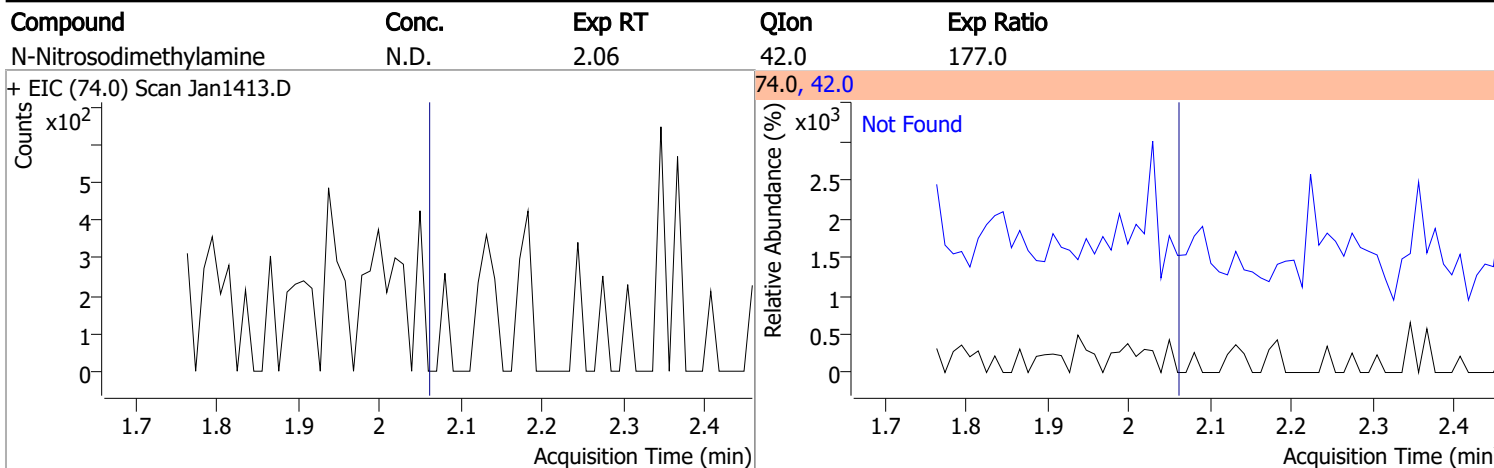 Compound Conc. Exp RT QIon Exp Ratio
N-Nitrosodimethylamine N.D. 2.06 42.0 177.0
+ EIC (74.0) Scan Jan1413.D
Counts
x10²
5
4
3
2
1
0
1.7 1.8 1.9 2 2.1 2.2 2.3 2.4
Acquisition Time (min)
74.0, 42.0
Relative Abundance (%)
x10³
Not Found
2.5
2
1.5
1
0.5
0
1.7 1.8 1.9 2 2.1 2.2 2.3 2.4
Acquisition Time (min